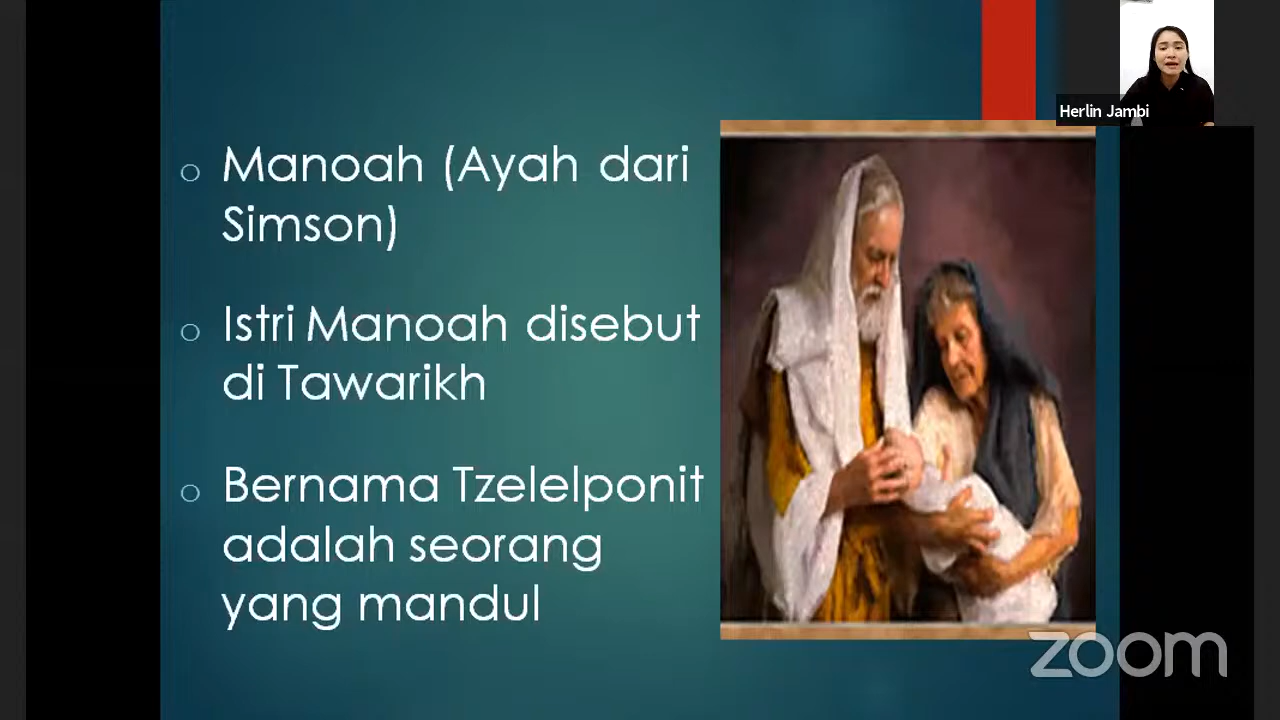 Herlin Jambi
Manoah (Ayah dari
Simson)
Istri Manoah disebut
di Tawarikh
Bernama Tzelelponit
adalah seorang
yang mandul
zoom